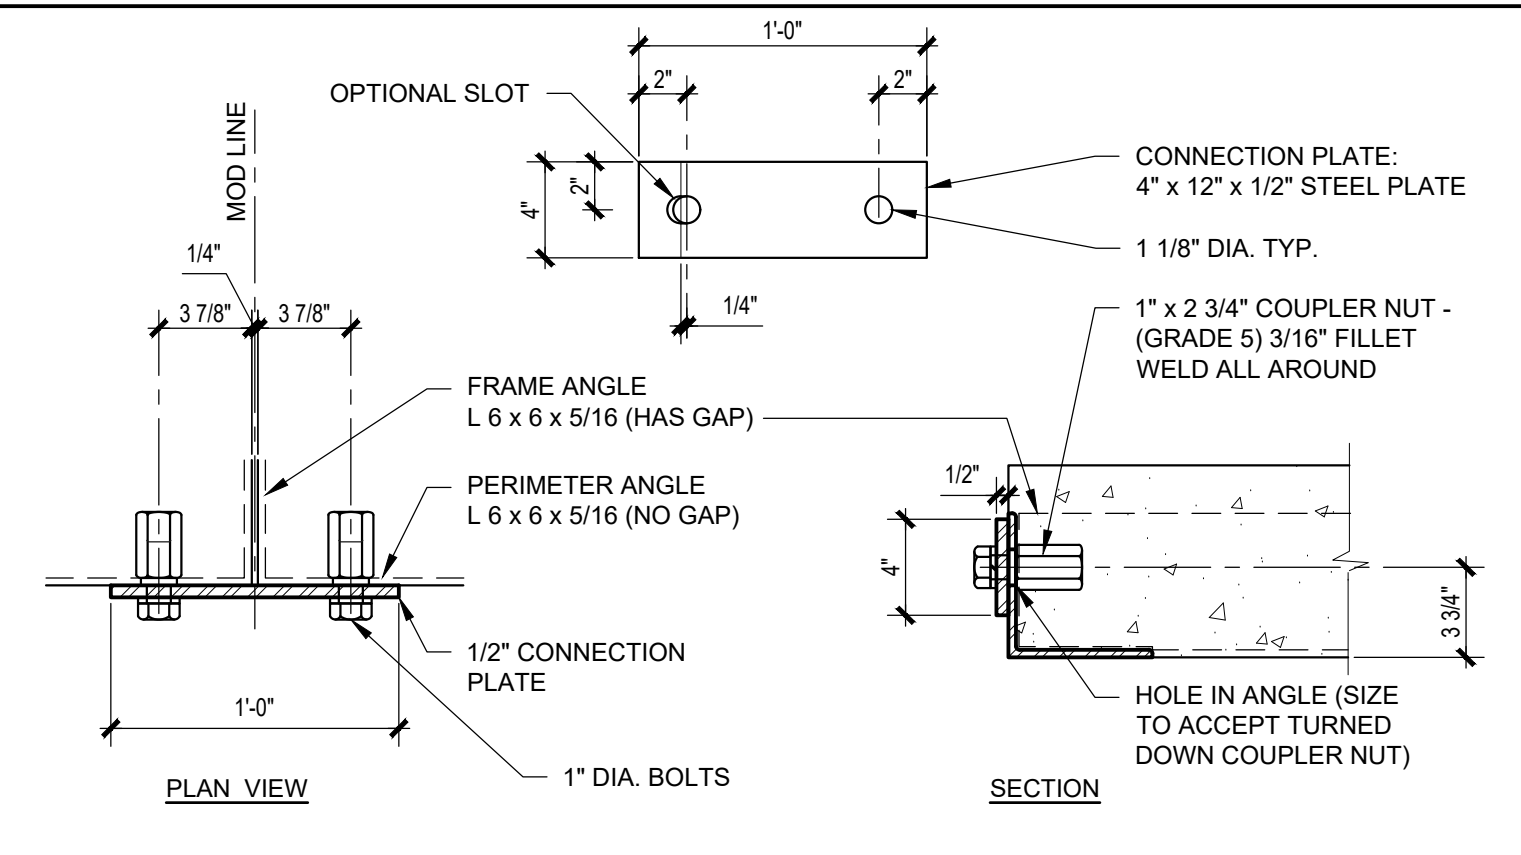 1'-0"
OPTIONAL SLOT
2"
2"
MOD LINE
CONNECTION PLATE:
4" x 12" x 1/2" STEEL PLATE
4"
2"
1 1/8" DIA. TYP.
1/4"
1/4"
3 7/8"
3 7/8"
1" x 2 3/4" COUPLER NUT -
(GRADE 5) 3/16" FILLET
WELD ALL AROUND
FRAME ANGLE
L 6 x 6 x 5/16 (HAS GAP)
PERIMETER ANGLE
L 6 x 6 x 5/16 (NO GAP)
1/2"
4"
3 3/4"
1/2" CONNECTION
PLATE
1'-0"
HOLE IN ANGLE (SIZE
TO ACCEPT TURNED
DOWN COUPLER NUT)
1" DIA. BOLTS
PLAN VIEW
SECTION